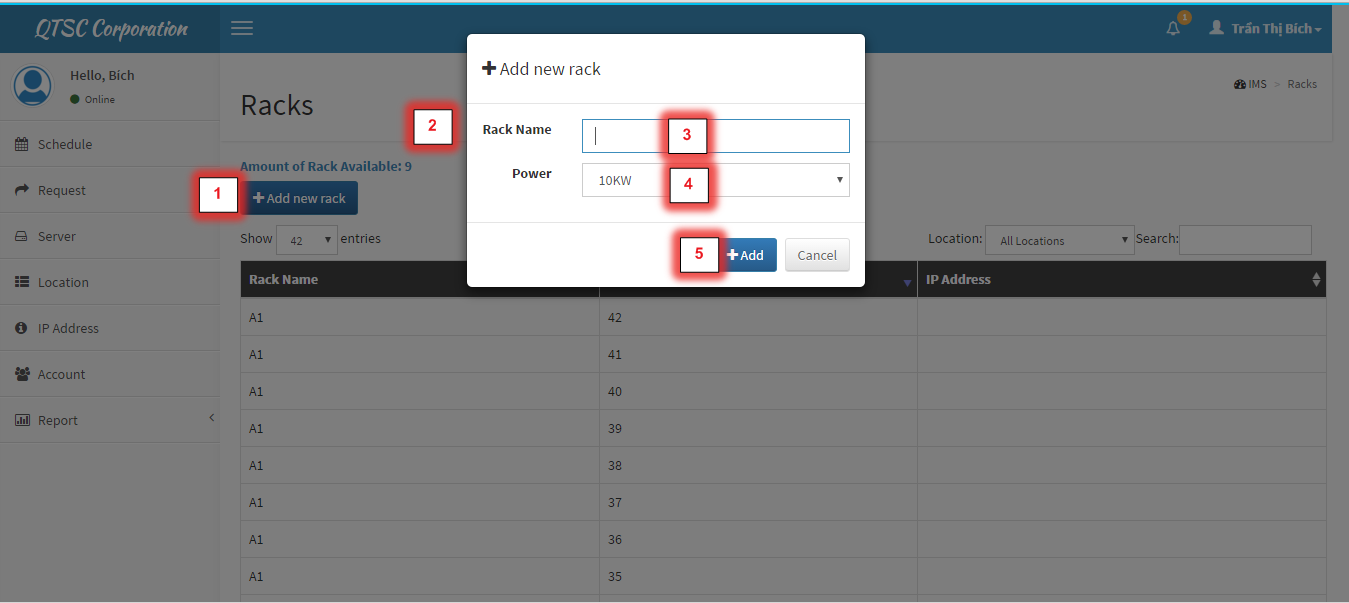 QTSC Corporation
1
Trần Thị Bích
Hello, Bich
Online
Schedule
Request
Server
Location
IP Address
Account
Report
Racks
IMS > Racks
Amount of Rack Available: 9
1
Add new rack
Show 42 entries
Location: All Locations Search:
2
Add new rack
Rack Name
3
Power 10KW
4
5
Add Cancel
Rack Name IP Address
A1 42
A1 41
A1 40
A1 39
A1 38
A1 37
A1 36
A1 35